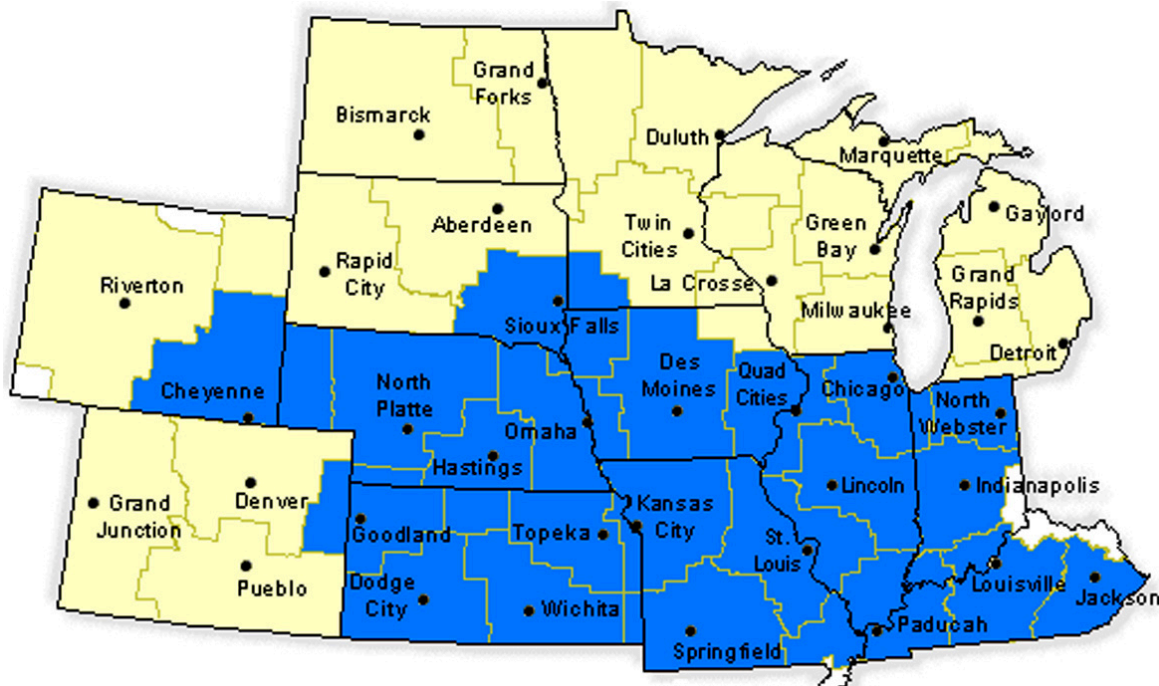 Grand
Forks
Bismarck
Duluth
Marquette
Aberdeen
Twin
Cities
Green
Bay
Gaylord
Rapid
City
Riverton
La Crosse
Grand
Rapids
Milwaukee
Sioux Falls
Detroit
Cheyenne
North
Platte
Des
Moines
Quad
Cities
Chicago
North
Webster
Omaha
Hastings
Grand
Junction
Denver
Lincoln
Indianapolis
Goodland
Topeka
Kansas
City
St.
Louis
Pueblo
Dodge
City
Wichita
Louisville
Jackson
Paducah
Springfield